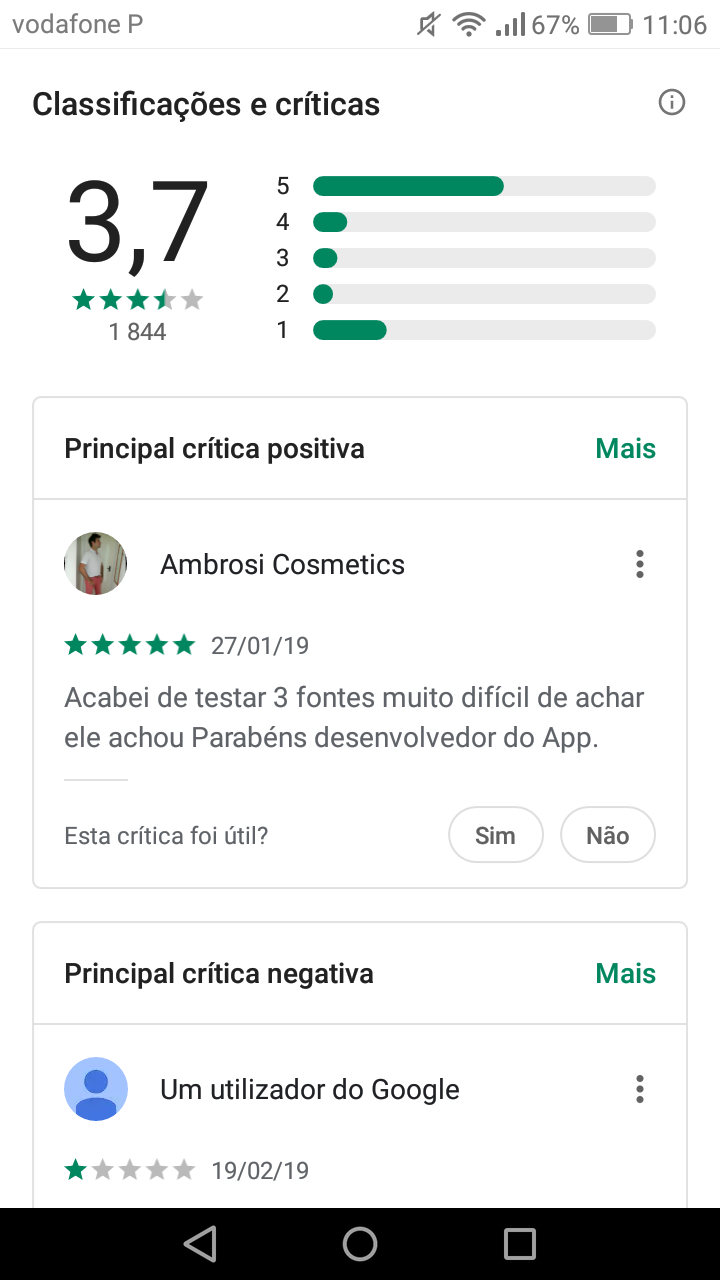 vodafone P 67% 11:06
Classificações e críticas
3,7
1 844
5
4
3
2
1
Principal crítica positiva Mais
Ambrosi Cosmetics
27/01/19
Acabei de testar 3 fontes muito difícil de achar
ele achou Parabéns desenvolvedor do App.
Esta crítica foi útil? Sim Não
Principal crítica negativa Mais
Um utilizador do Google
19/02/19